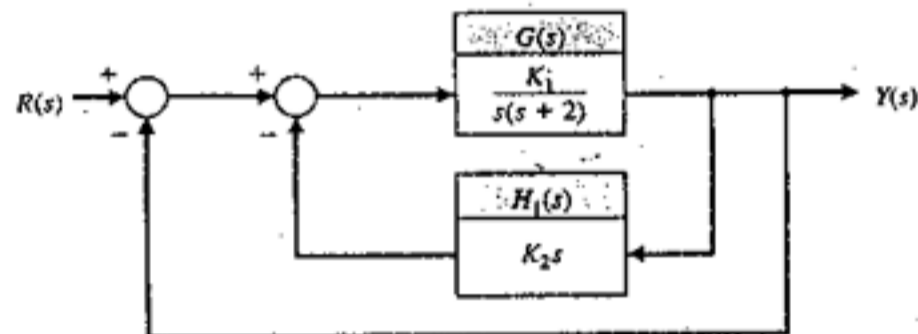 G(s)
+ + K₁
R(s) Y(s)
s(s + 2)
− −
H₁(s)
K₂s